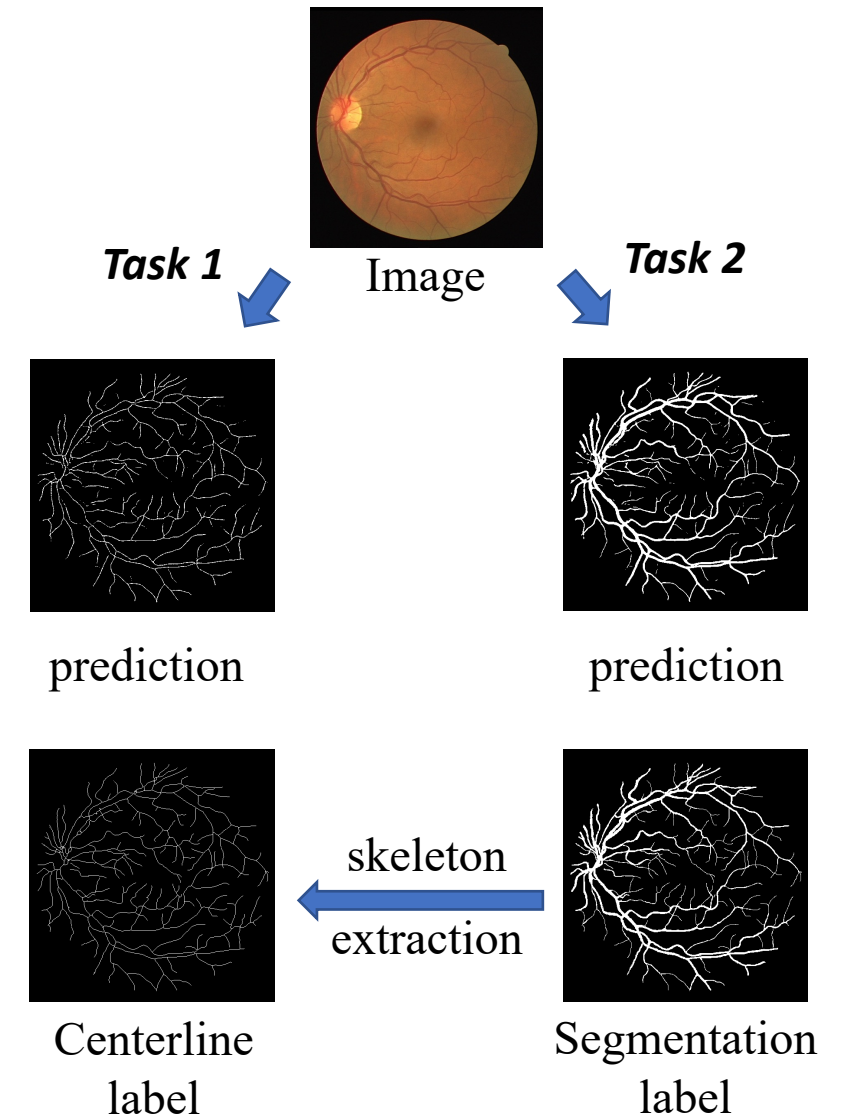 Task 1
Image
Task 2
prediction
prediction
skeleton
extraction
Centerline
label
Segmentation
label